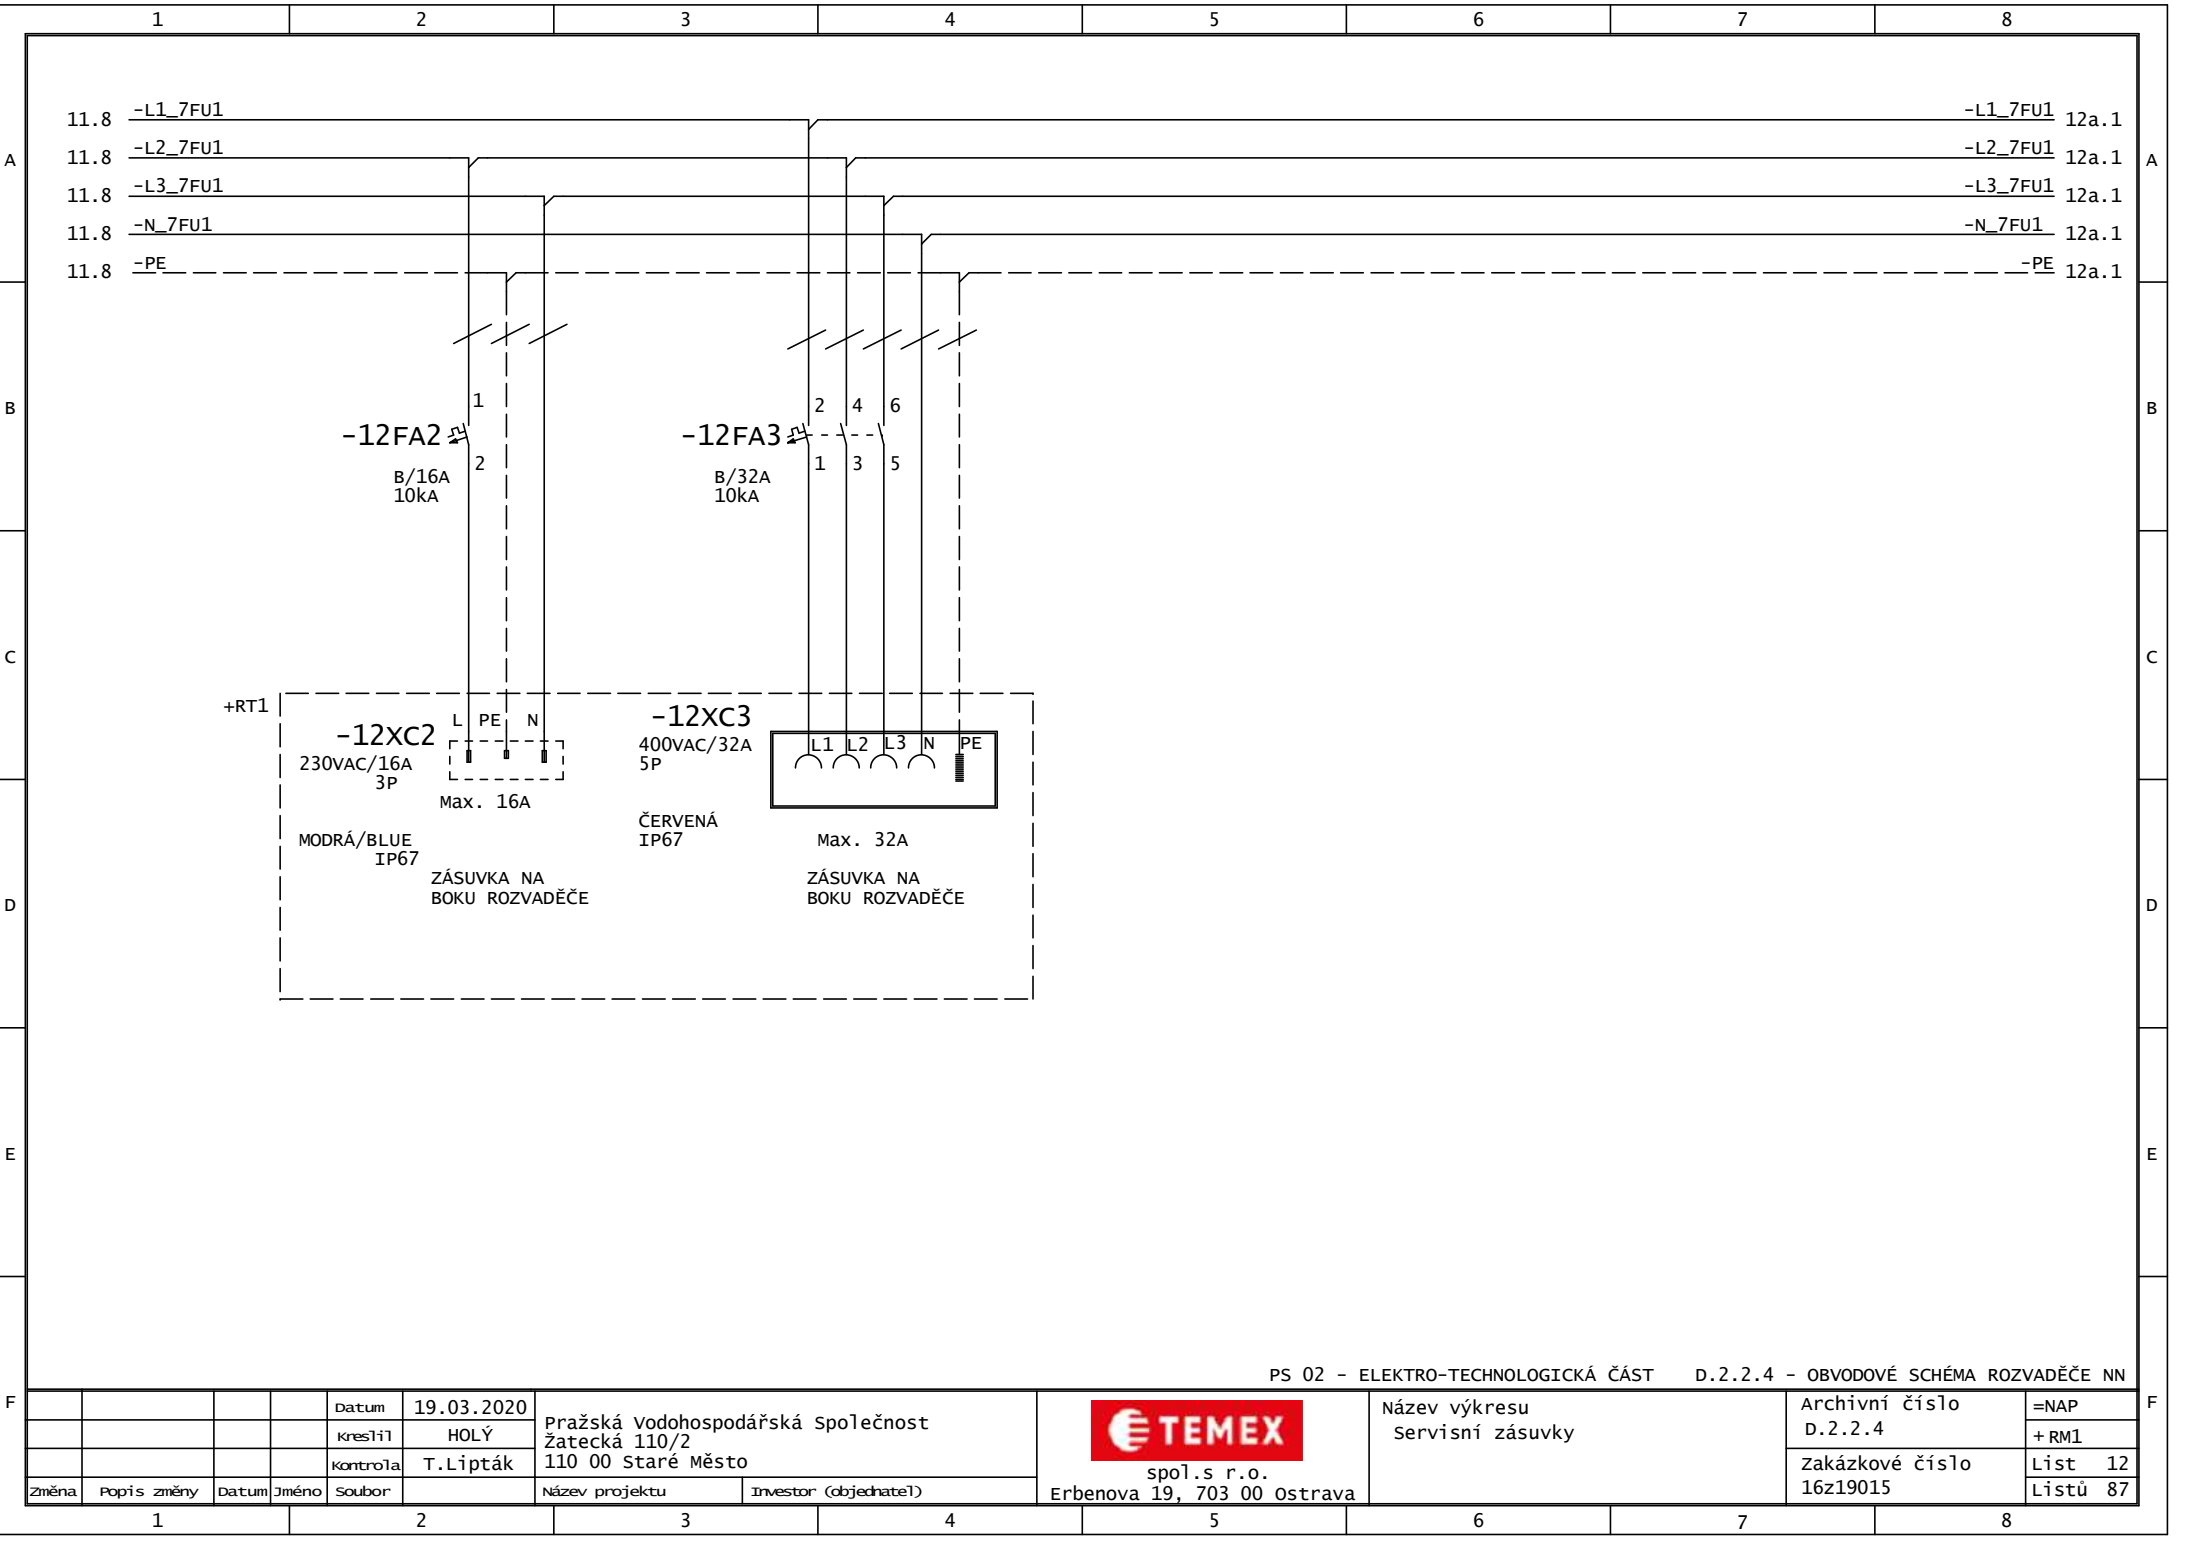 1 2 3 4 5 6 7 8
11.8 -L1_7FU1 -L1_7FU1 12a.1
A 11.8 -L2_7FU1 -L2_7FU1 12a.1 A
11.8 -L3_7FU1 -L3_7FU1 12a.1
11.8 -N_7FU1 -N_7FU1 12a.1
11.8 -PE -PE 12a.1
B 1 2 4 6 B
-12FA2 -12FA3
2 1 3 5
B/16A B/32A
10kA 10kA
C C
+RT1
L PE N -12XC3
-12XC2 400VAC/32A L1 L2 L3 N PE
230VAC/16A 5P
3P
Max. 16A
ČERVENÁ
MODRÁ/BLUE IP67 Max. 32A
IP67
ZÁSUVKA NA ZÁSUVKA NA
BOKU ROZVADĚČE BOKU ROZVADĚČE
D D
E E
PS 02 - ELEKTRO-TECHNOLOGICKÁ ČÁST D.2.2.4 - OBVODOVÉ SCHÉMA ROZVADĚČE NN
F F
Datum 19.03.2020
Kreslil HOLÝ
Kontrola T.Lipták
Změna Popis změny Datum Jméno Soubor
Pražská Vodohospodářská Společnost
Žatecká 110/2
110 00 Staré Město
Název projektu Investor (objednatel)
TEMEX
spol.s r.o.
Erbenova 19, 703 00 Ostrava
Název výkresu
Servisní zásuvky
Archivní číslo
D.2.2.4
Zakázkové číslo
16z19015
=NAP
+RM1
List 12
Listů 87
1 2 3 4 5 6 7 8